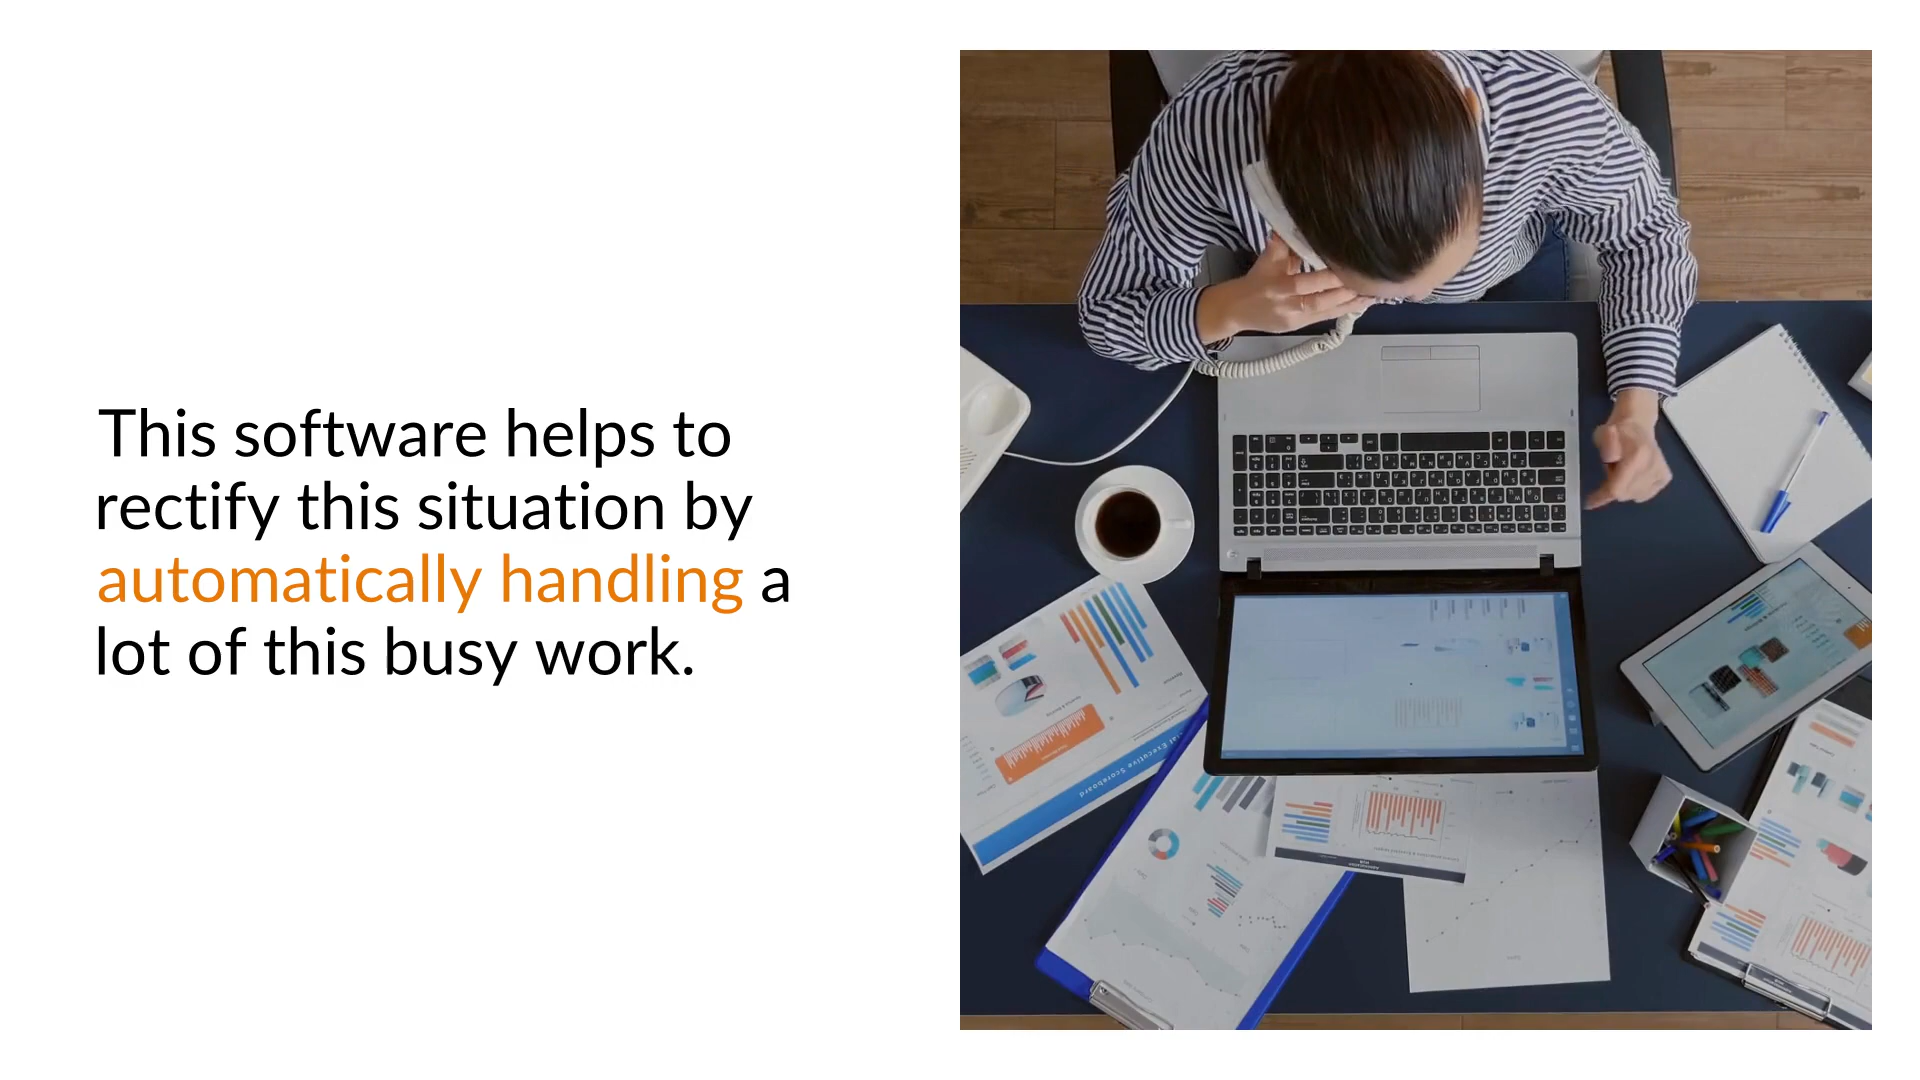 This software helps to
rectify this situation by
automatically handling a
lot of this busy work.